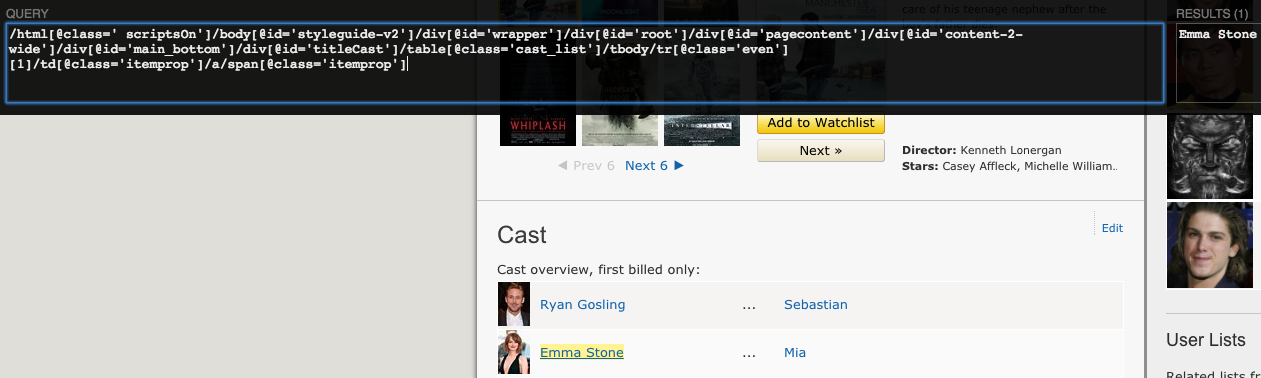 QUERY
RESULTS (1)
/html[@class=' scriptsOn']/body[@id='styleguide-v2']/div[@id='wrapper']/div[@id='root']/div[@id='pagecontent']/div[@id='content-2-
wide']/div[@id='main_bottom']/div[@id='titleCast']/table[@class='cast_list']/tbody/tr[@class='even']
[1]/td[@class='itemprop']/a/span[@class='itemprop']
Emma Stone
care of his teenage nephew after the
MOONLIGHT
WHIPLASH
INTERSTELLAR
Add to Watchlist
Next »
◀ Prev 6 Next 6 ▶
Director: Kenneth Lonergan
Stars: Casey Affleck, Michelle William..
Cast
Edit
Cast overview, first billed only:
Ryan Gosling ... Sebastian
Emma Stone ... Mia
User Lists
Related lists fr